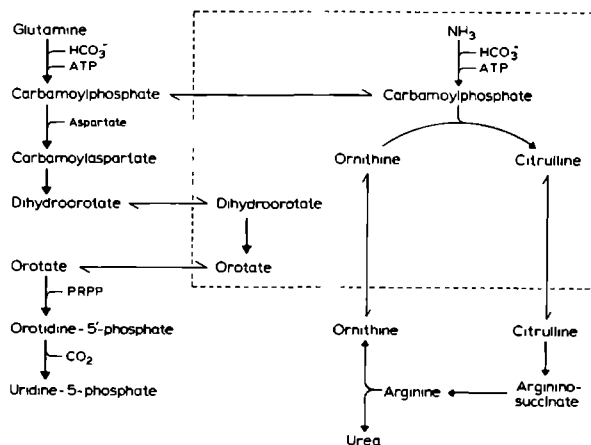 Glutamine
HCO₃⁻
ATP
Carbamoylphosphate
Aspartate
Carbamoylaspartate
Dihydroorotate
Orotate
PRPP
Orotidine-5'-phosphate
CO₂
Uridine-5-phosphate
Dihydroorotate
Orotate
NH₃
HCO₃⁻
ATP
Carbamoylphosphate
Ornithine
Citrulline
Ornithine
Citrulline
Arginine
Arginino-
succinate
Urea